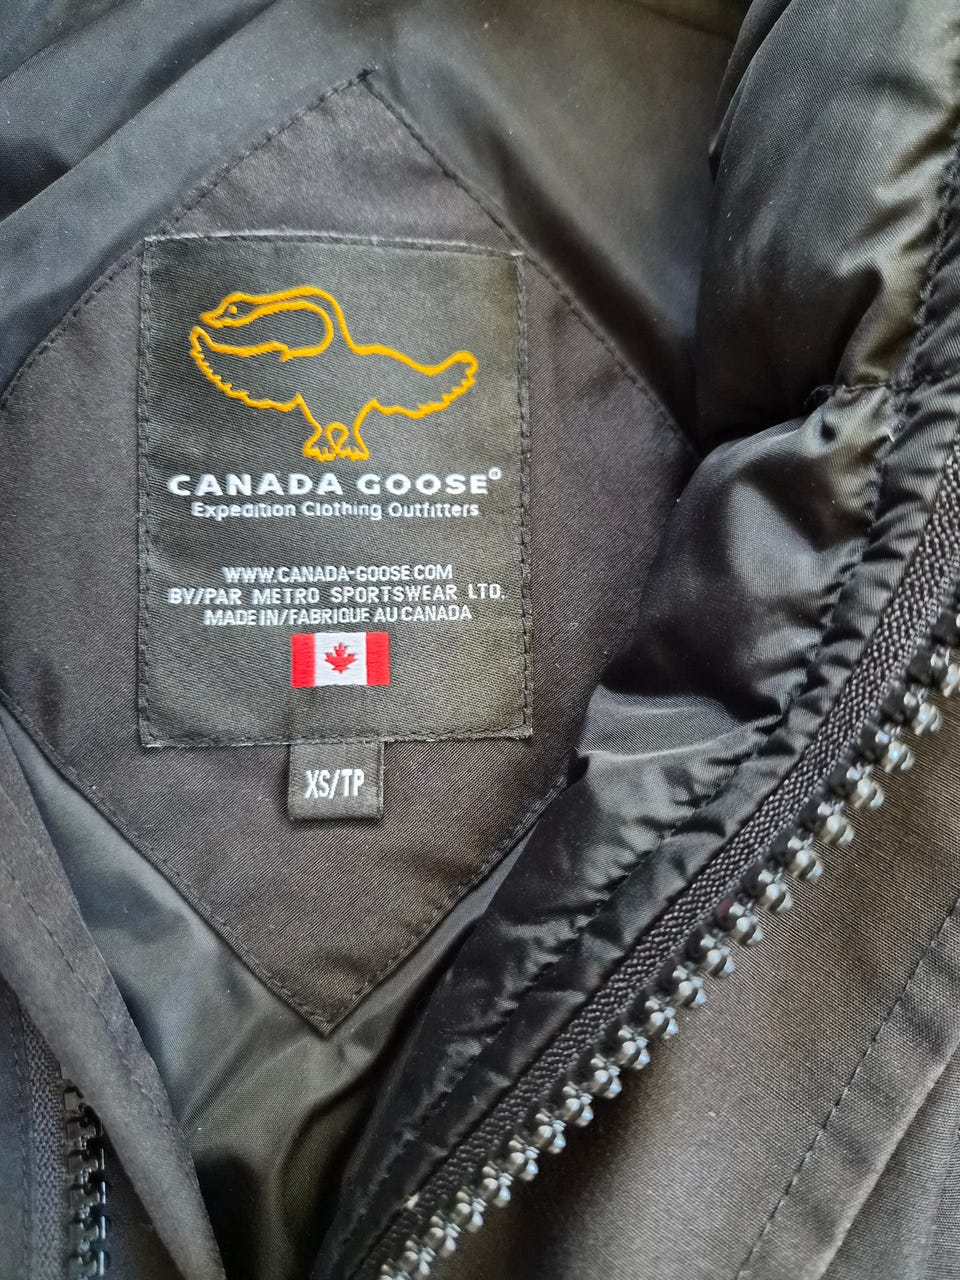 CANADA GOOSE®
Expedition Clothing Outfitters
WWW.CANADA-GOOSE.COM
BY/PAR METRO SPORTSWEAR LTD.
MADE IN/FABRIQUE AU CANADA
XS/TP